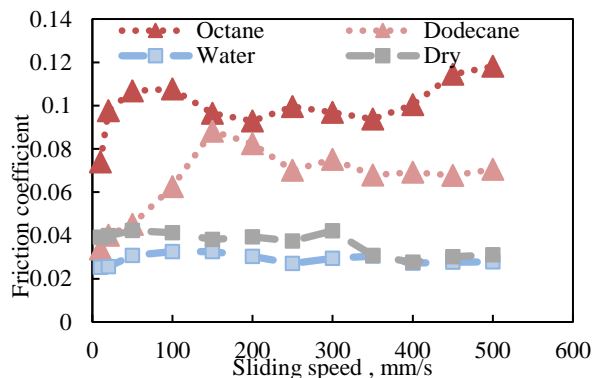 0.14
Octane
Dodecane
0.12
Water
Dry
0.1
0.08
0.06
0.04
0.02
0
Friction coefficient
0 100 200 300 400 500 600
Sliding speed , mm/s